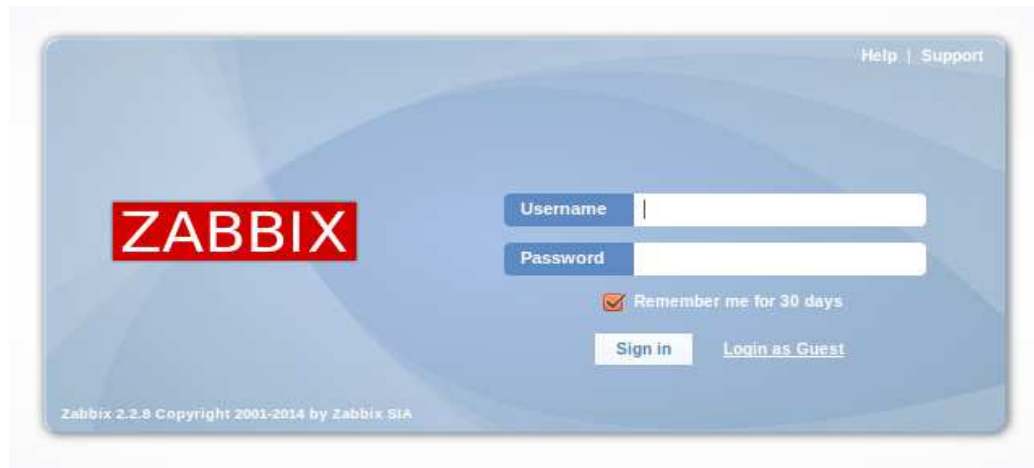 Help | Support
ZABBIX
Username
Password
Remember me for 30 days
Sign in Login as Guest
Zabbix 2.2.8 Copyright 2001-2014 by Zabbix SIA